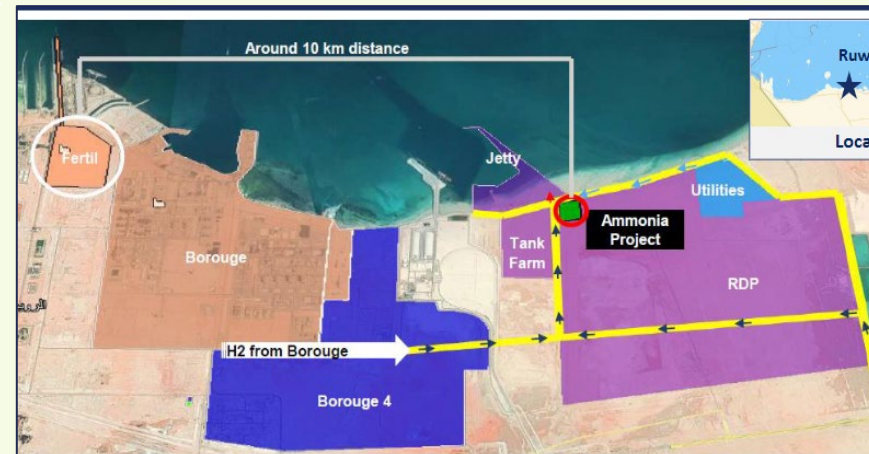 Around 10 km distance
Ruw
Loca
Fertil
Jetty
Utilities
Ammonia
Project
Tank
Farm
Borouge
RDP
H2 from Borouge
Borouge 4